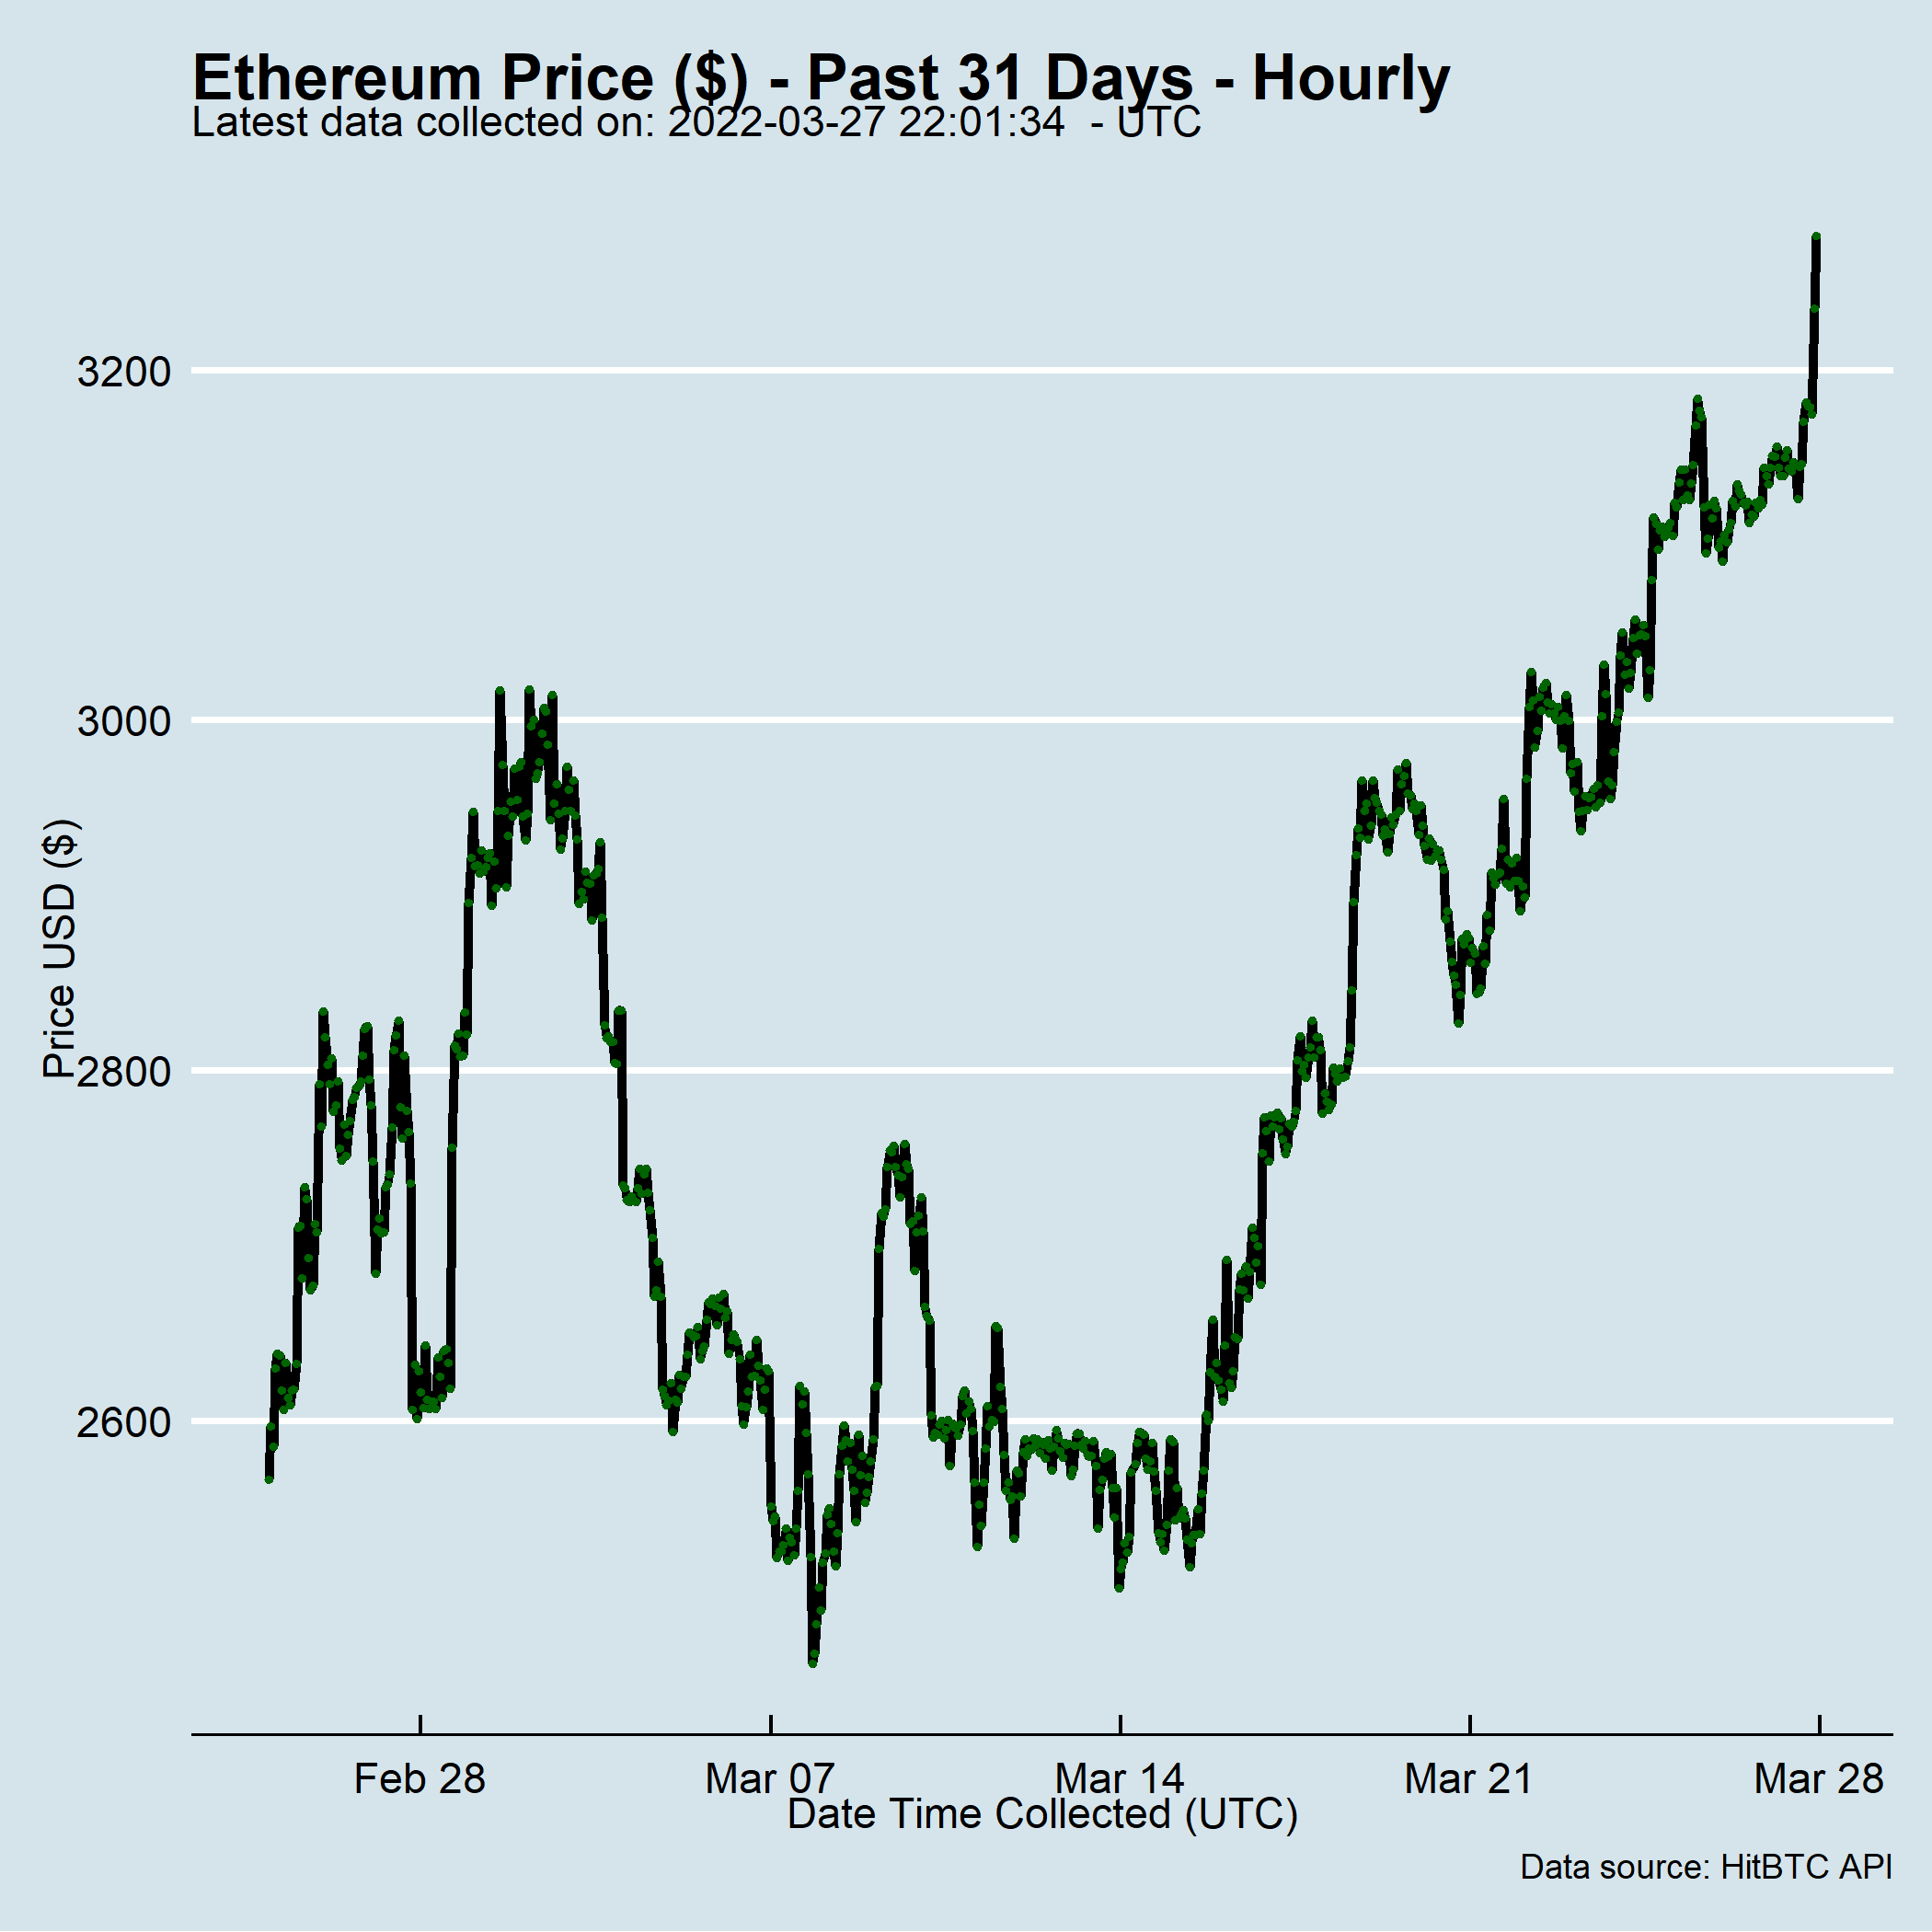 Ethereum Price ($) - Past 31 Days - Hourly
Latest data collected on: 2022-03-27 22:01:34  - UTC
3200
3000
2800
2600
Price USD ($)
Feb 28
Mar 07
Mar 14
Mar 21
Mar 28
Date Time Collected (UTC)
Data source: HitBTC API